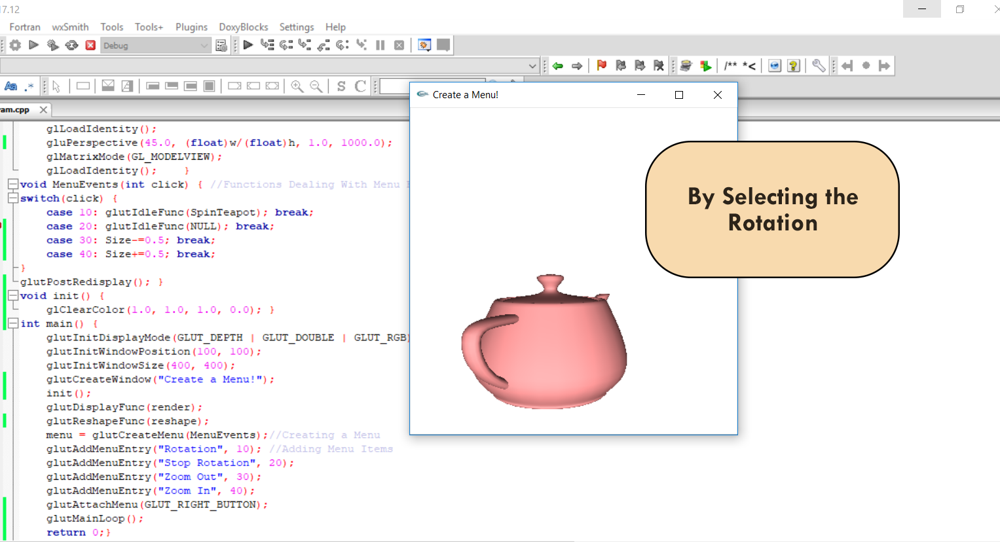 17.12
Fortran wxSmith Tools Tools+ Plugins DoxyBlocks Settings Help
Debug
/** *<
Aa .* S C
Create a Menu!
am.cpp
glLoadIdentity();
gluPerspective(45.0, (float)w/(float)h, 1.0, 1000.0);
glMatrixMode(GL_MODELVIEW);
glLoadIdentity(); }
void MenuEvents(int click) { //Functions Dealing With Menu
switch(click) {
case 10: glutIdleFunc(SpinTeapot); break;
case 20: glutIdleFunc(NULL); break;
case 30: Size-=0.5; break;
case 40: Size+=0.5; break;
}
glutPostRedisplay(); }
void init() {
glClearColor(1.0, 1.0, 1.0, 0.0); }
int main() {
glutInitDisplayMode(GLUT_DEPTH | GLUT_DOUBLE | GLUT_RGB)
glutInitWindowPosition(100, 100);
glutInitWindowSize(400, 400);
glutCreateWindow("Create a Menu!");
init();
glutDisplayFunc(render);
glutReshapeFunc(reshape);
menu = glutCreateMenu(MenuEvents);//Creating a Menu
glutAddMenuEntry("Rotation", 10); //Adding Menu Items
glutAddMenuEntry("Stop Rotation", 20);
glutAddMenuEntry("Zoom Out", 30);
glutAddMenuEntry("Zoom In", 40);
glutAttachMenu(GLUT_RIGHT_BUTTON);
glutMainLoop();
return 0;}
By Selecting the
Rotation